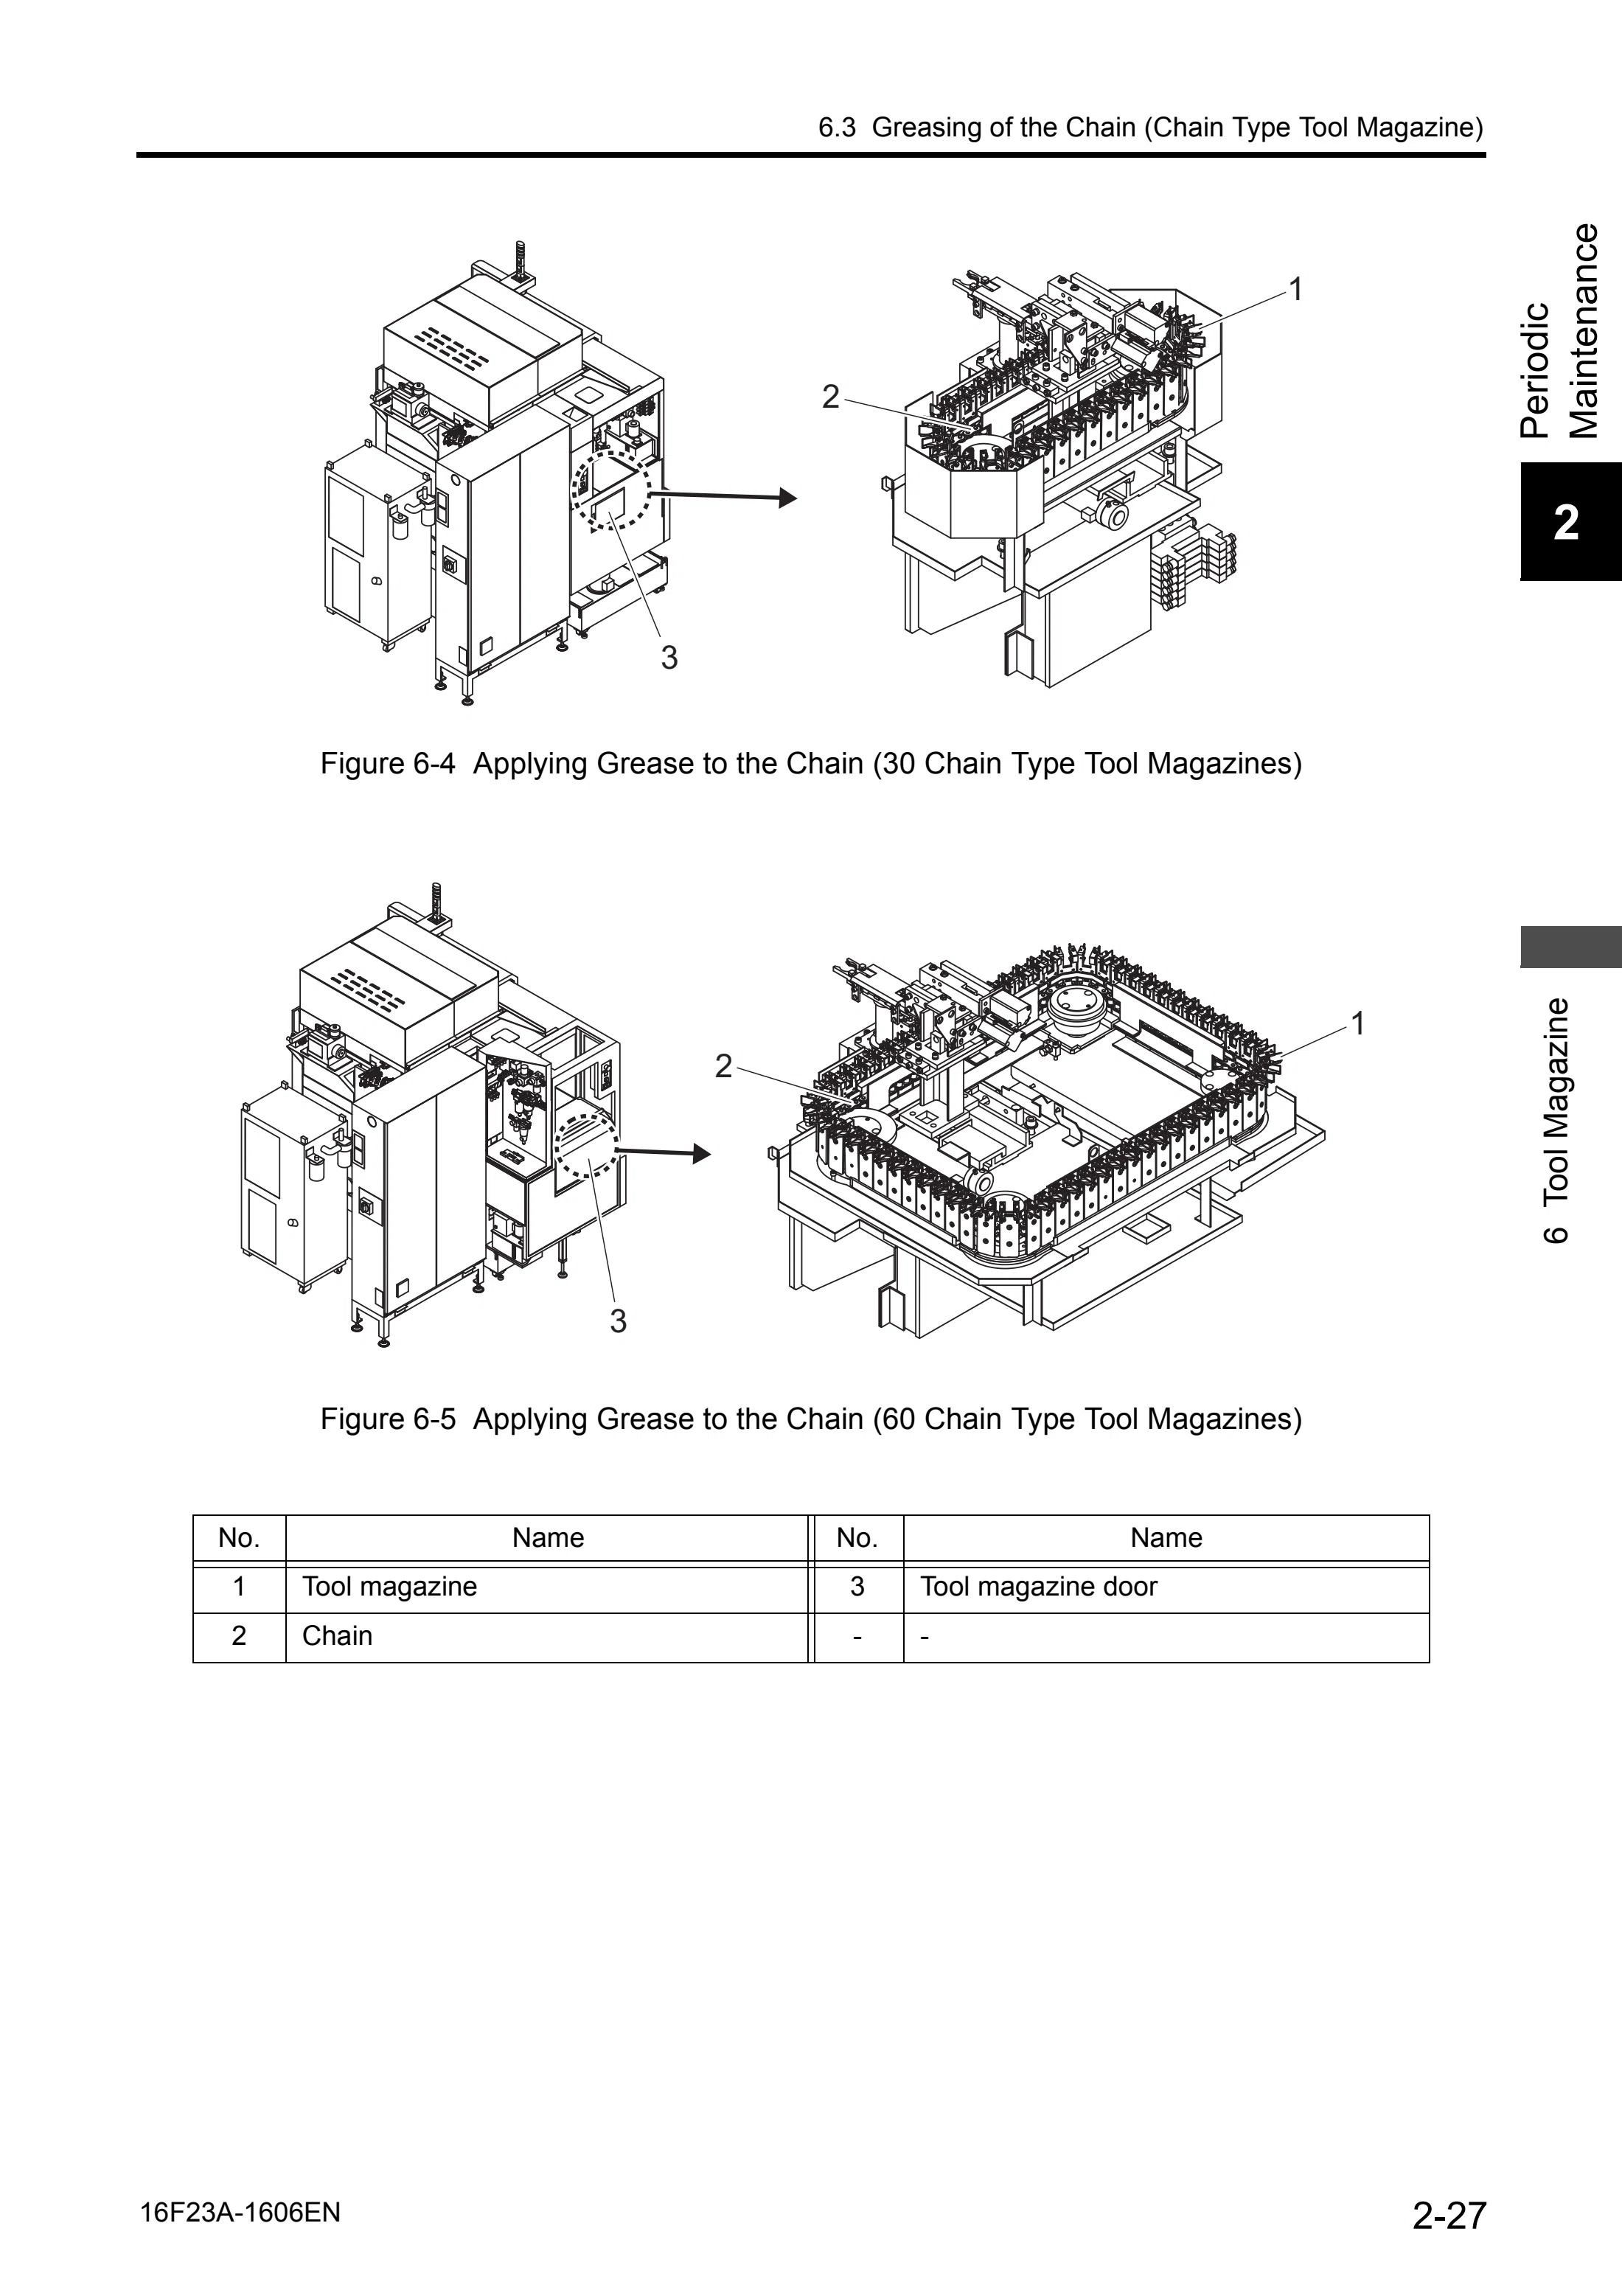 6.3 Greasing of the Chain (Chain Type Tool Magazine)
1
2
3
Figure 6-4 Applying Grease to the Chain (30 Chain Type Tool Magazines)
1
2
3
Figure 6-5 Applying Grease to the Chain (60 Chain Type Tool Magazines)
No. Name No. Name
1 Tool magazine 3 Tool magazine door
2 Chain - -
Periodic
Maintenance
2
6 Tool Magazine
16F23A-1606EN
2-27